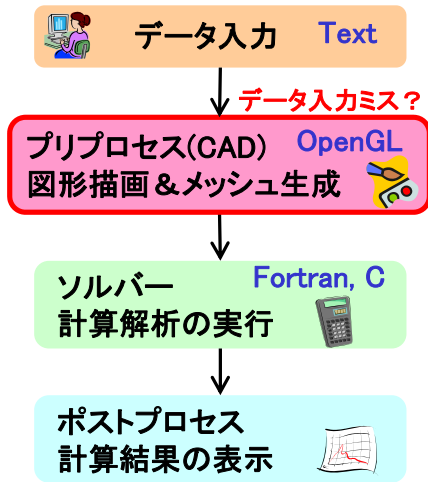 データ入力 Text
データ入力ミス？
プリプロセス(CAD) OpenGL
図形描画＆メッシュ生成
ソルバー Fortran, C
計算解析の実行
ポストプロセス
計算結果の表示